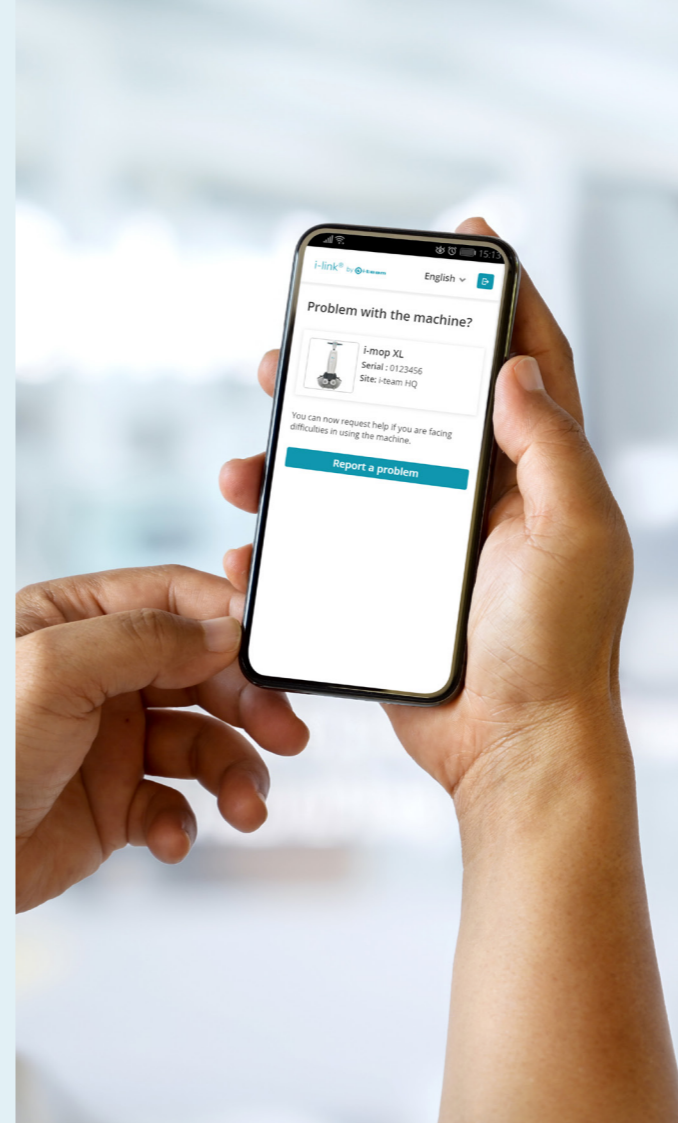 15:13
i-link® by
English
Problem with the machine?
i-mop XL
Serial : 0123456
Site: i-team HQ
You can now request help if you are facing
difficulties in using the machine.
Report a problem